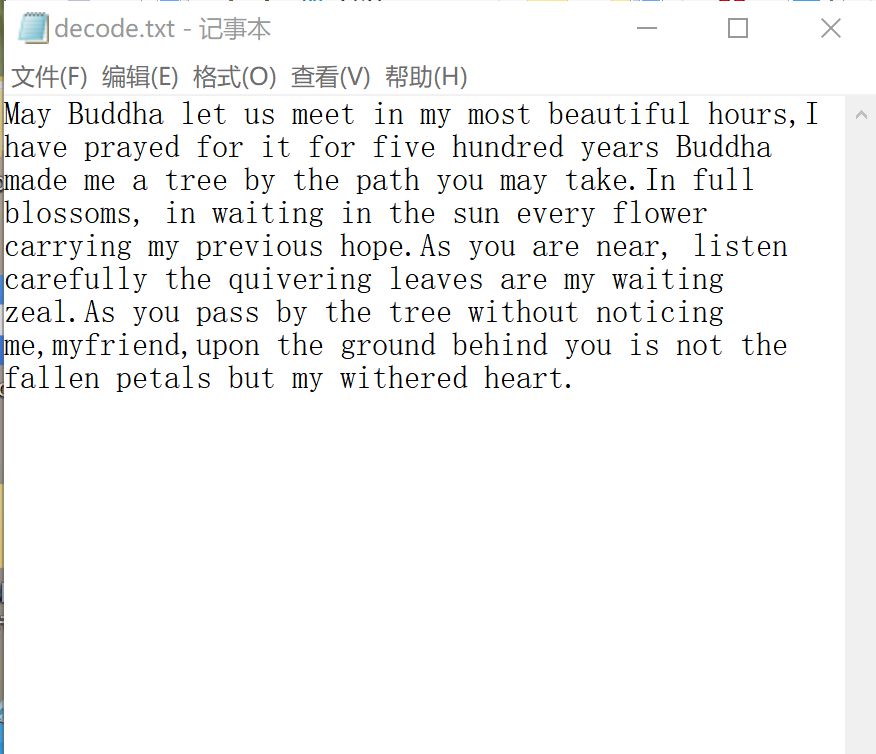 decode.txt - 记事本
文件(F) 编辑(E) 格式(O) 查看(V) 帮助(H)
May Buddha let us meet in my most beautiful hours,I
have prayed for it for five hundred years Buddha
made me a tree by the path you may take.In full
blossoms, in waiting in the sun every flower
carrying my previous hope.As you are near, listen
carefully the quivering leaves are my waiting
zeal.As you pass by the tree without noticing
me,myfriend,upon the ground behind you is not the
fallen petals but my withered heart.